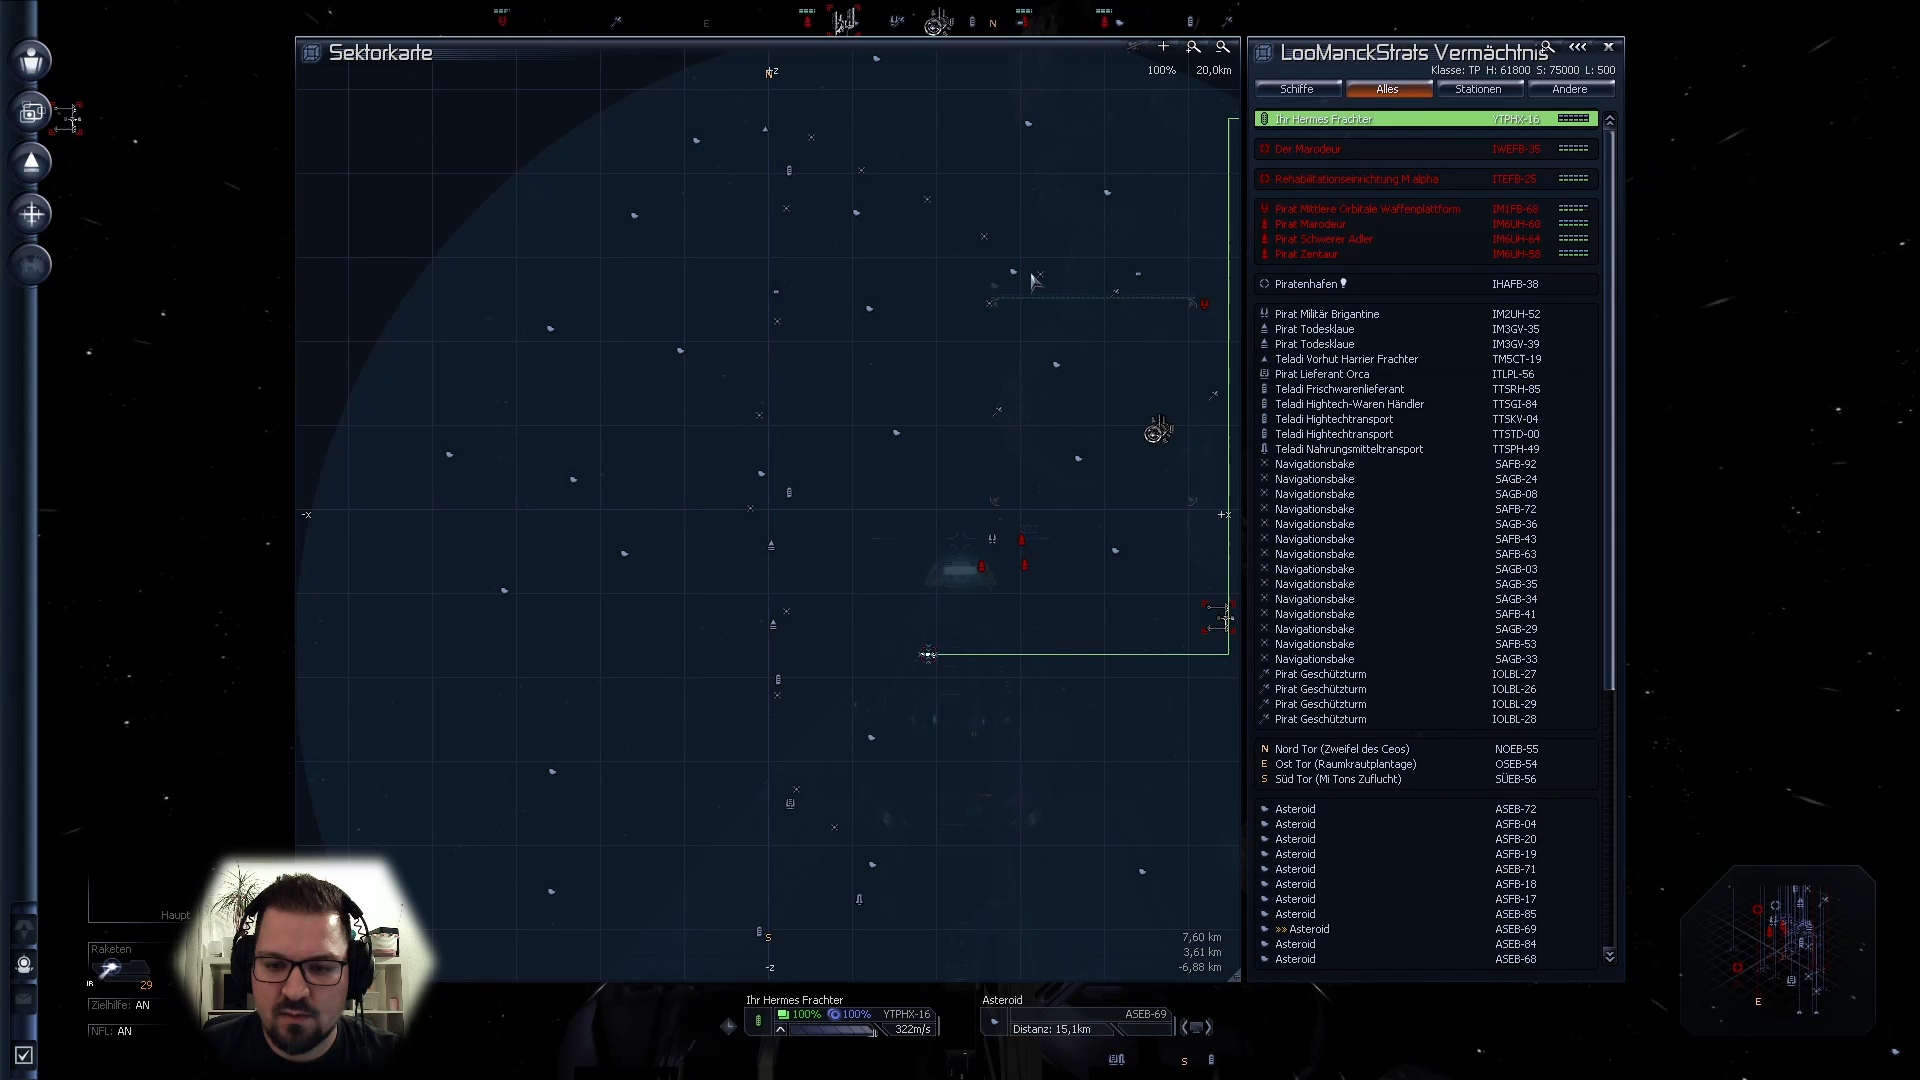 E
N
Sektorkarte
100%
20,0km
z
-x
+x
S
-z
7,60 km
3,61 km
-6,88 km
LooManckStrats Vermächtnis
Klasse: TP H: 61800 S: 75000 L: 500
Schiffe
Alles
Stationen
Andere
Ihr Hermes Frachter YTPHX-16
Der Marodeur IWEFB-35
Rehabilitationseinrichtung M alpha ITEFB-25
Pirat Mittlere Orbitale Waffenplattform IM1FB-68
Pirat Marodeur IM6UH-60
Pirat Schwerer Adler IM6UH-64
Pirat Zentaur IM6UH-58
Piratenhafen IHAFB-38
Pirat Militär Brigantine IM2UH-52
Pirat Todesklaue IM3GV-35
Pirat Todesklaue IM3GV-39
Teladi Vorhut Harrier Frachter TM5CT-19
Pirat Lieferant Orca ITLPL-56
Teladi Frischwarenlieferant TTSRH-85
Teladi Hightech-Waren Händler TTSGI-84
Teladi Hightechtransport TTSKV-04
Teladi Hightechtransport TTSTD-00
Teladi Nahrungsmitteltransport TTSPH-49
Navigationsbake SAFB-92
Navigationsbake SAGB-24
Navigationsbake SAGB-08
Navigationsbake SAFB-72
Navigationsbake SAGB-36
Navigationsbake SAFB-43
Navigationsbake SAFB-63
Navigationsbake SAGB-03
Navigationsbake SAGB-35
Navigationsbake SAGB-34
Navigationsbake SAFB-41
Navigationsbake SAGB-29
Navigationsbake SAFB-53
Navigationsbake SAGB-33
Pirat Geschützturm IOLBL-27
Pirat Geschützturm IOLBL-26
Pirat Geschützturm IOLBL-29
Pirat Geschützturm IOLBL-28
N Nord Tor (Zweifel des Ceos) NOEB-55
E Ost Tor (Raumkrautplantage) OSEB-54
S Süd Tor (Mi Tons Zuflucht) SÜEB-56
Asteroid ASEB-72
Asteroid ASFB-04
Asteroid ASFB-20
Asteroid ASFB-19
Asteroid ASEB-71
Asteroid ASFB-18
Asteroid ASFB-17
Asteroid ASEB-85
>> Asteroid ASEB-69
Asteroid ASEB-84
Asteroid ASEB-68
Haupt
Raketen
IR 29
Zielhilfe: AN
NFL: AN
Ihr Hermes Frachter
100% 100% YTPHX-16
322m/s
Asteroid
ASEB-69
Distanz: 15,1km
S
E